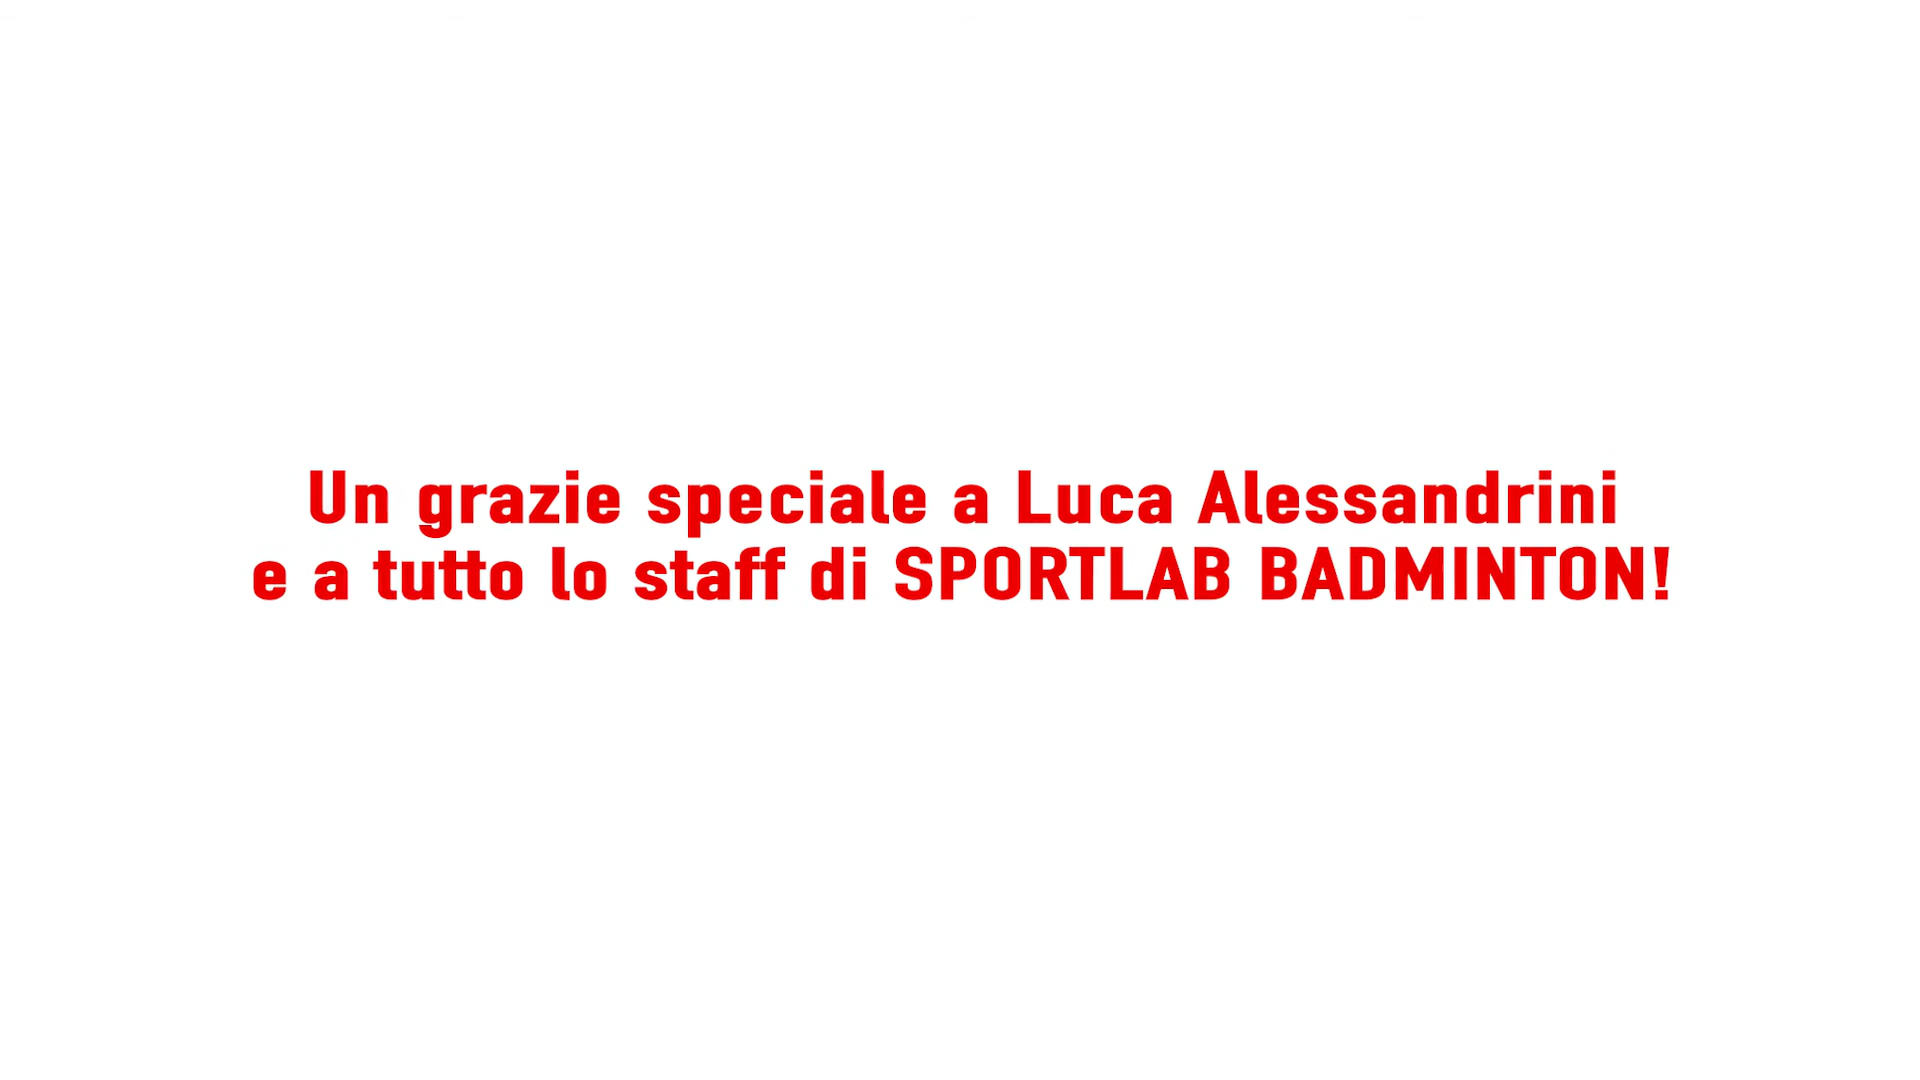 Un grazie speciale a Luca Alessandrini
e a tutto lo staff di SPORTLAB BADMINTON!